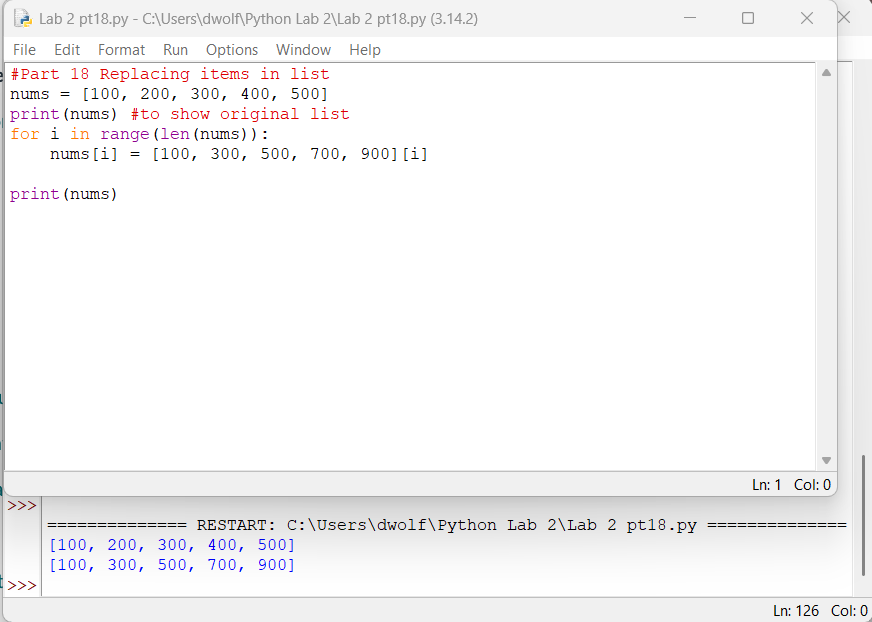 Lab 2 pt18.py - C:\Users\dwolf\Python Lab 2\Lab 2 pt18.py (3.14.2)
File Edit Format Run Options Window Help
#Part 18 Replacing items in list
nums = [100, 200, 300, 400, 500]
print(nums) #to show original list
for i in range(len(nums)):
    nums[i] = [100, 300, 500, 700, 900][i]
print(nums)
Ln: 1 Col: 0
>>>
============== RESTART: C:\Users\dwolf\Python Lab 2\Lab 2 pt18.py ==============
[100, 200, 300, 400, 500]
[100, 300, 500, 700, 900]
>>>
Ln: 126 Col: 0